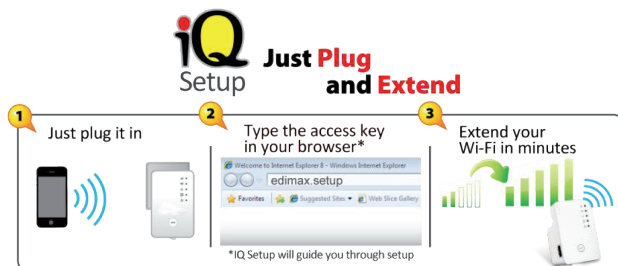 iQ
Setup
Just Plug
and Extend
1
Just plug it in
2
Type the access key
in your browser*
Welcome to Internet Explorer 8 - Windows Internet Explorer
edimax.setup
Favorites
Suggested Sites
Web Slice Gallery
*IQ Setup will guide you through setup
3
Extend your
Wi-Fi in minutes